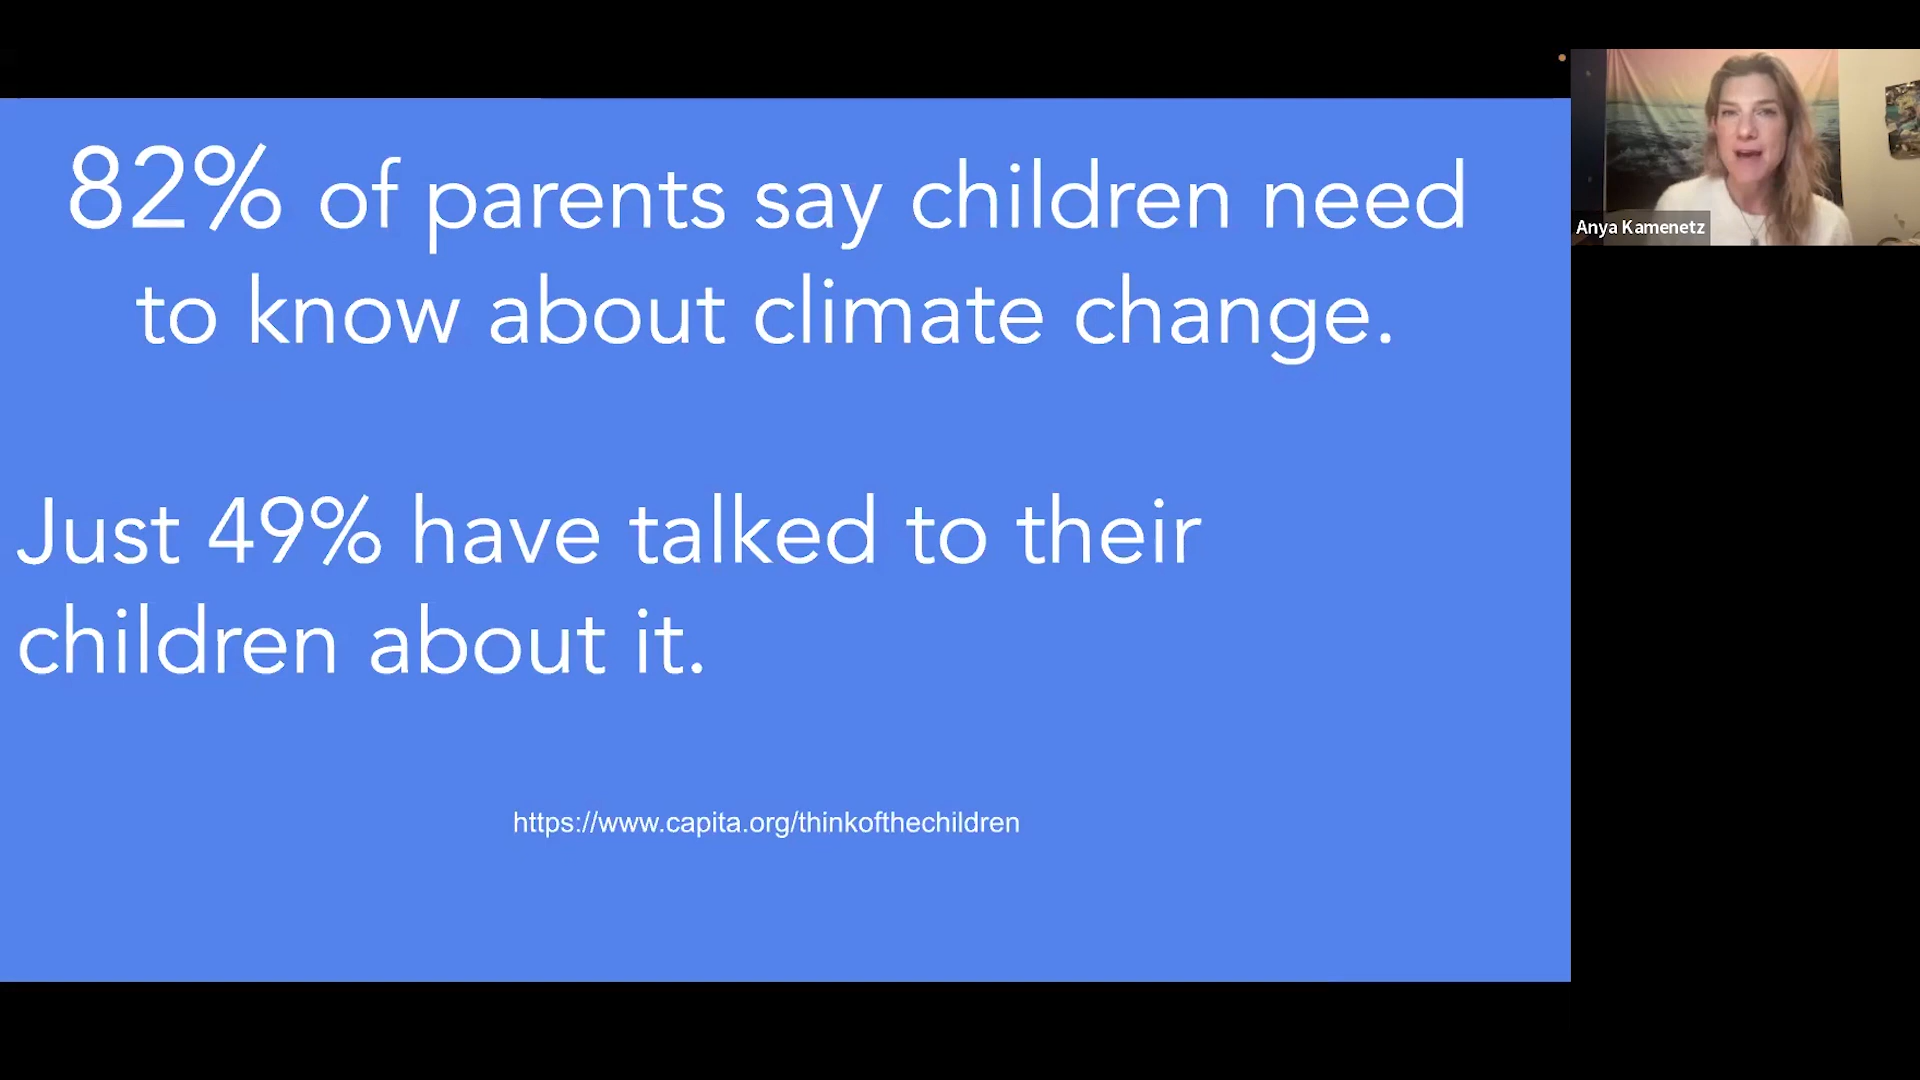 82% of parents say children need
to know about climate change.
Just 49% have talked to their
children about it.
https://www.capita.org/thinkofthechildren
Anya Kamenetz